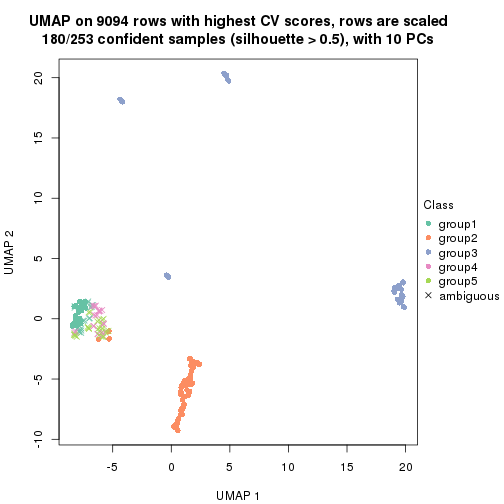 UMAP on 9094 rows with highest CV scores, rows are scaled
180/253 confident samples (silhouette > 0.5), with 10 PCs
20
15
10
5
0
-5
-10
UMAP 2
-5
0
5
10
15
20
UMAP 1
Class
group1
group2
group3
group4
group5
ambiguous